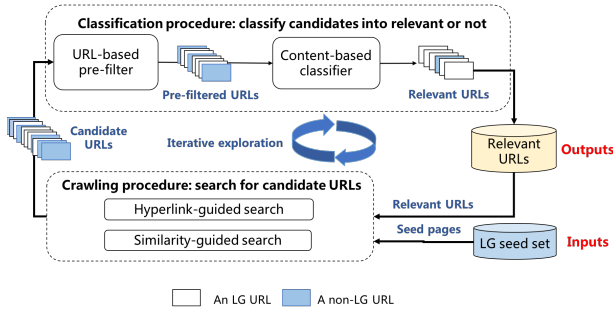 Classification procedure: classify candidates into relevant or not
URL-based
pre-filter
Pre-filtered URLs
Content-based
classifier
Relevant URLs
Candidate
URLs
Iterative exploration
Relevant
URLs
Outputs
Crawling procedure: search for candidate URLs
Hyperlink-guided search
Similarity-guided search
Relevant URLs
Seed pages
LG seed set
Inputs
An LG URL
A non-LG URL